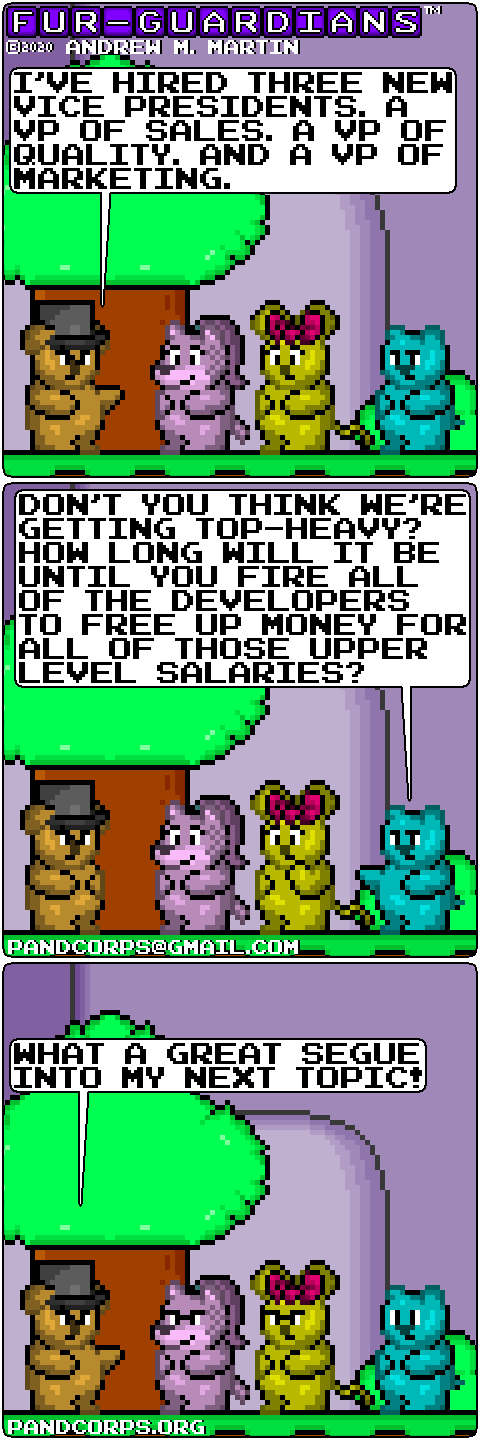 FUR-GUARDIANS™
©2020 ANDREW M. MARTIN
I'VE HIRED THREE NEW
VICE PRESIDENTS. A
VP OF SALES. A VP OF
QUALITY. AND A VP OF
MARKETING.
DON'T YOU THINK WE'RE
GETTING TOP-HEAVY?
HOW LONG WILL IT BE
UNTIL YOU FIRE ALL
OF THE DEVELOPERS
TO FREE UP MONEY FOR
ALL OF THOSE UPPER
LEVEL SALARIES?
PANDCORPS@GMAIL.COM
WHAT A GREAT SEGUE
INTO MY NEXT TOPIC!
PANDCORPS.ORG